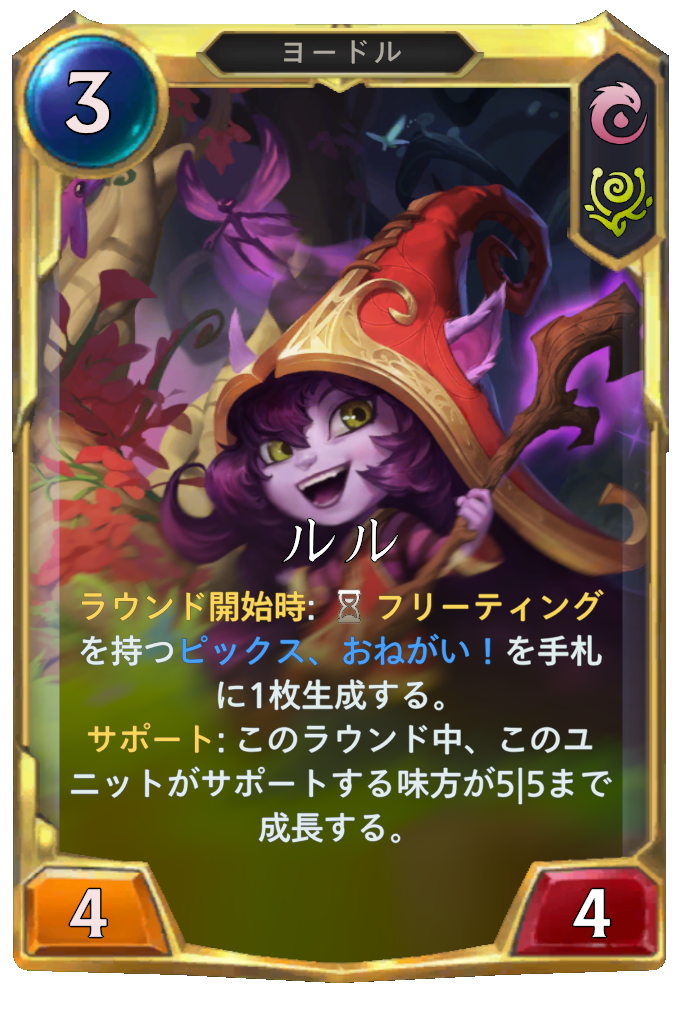 ヨードル
3
ルル
ラウンド開始時: フリーティング
を持つピックス、おねがい！を手札
に1枚生成する。
サポート: このラウンド中、このユ
ニットがサポートする味方が5|5まで
成長する。
4
4